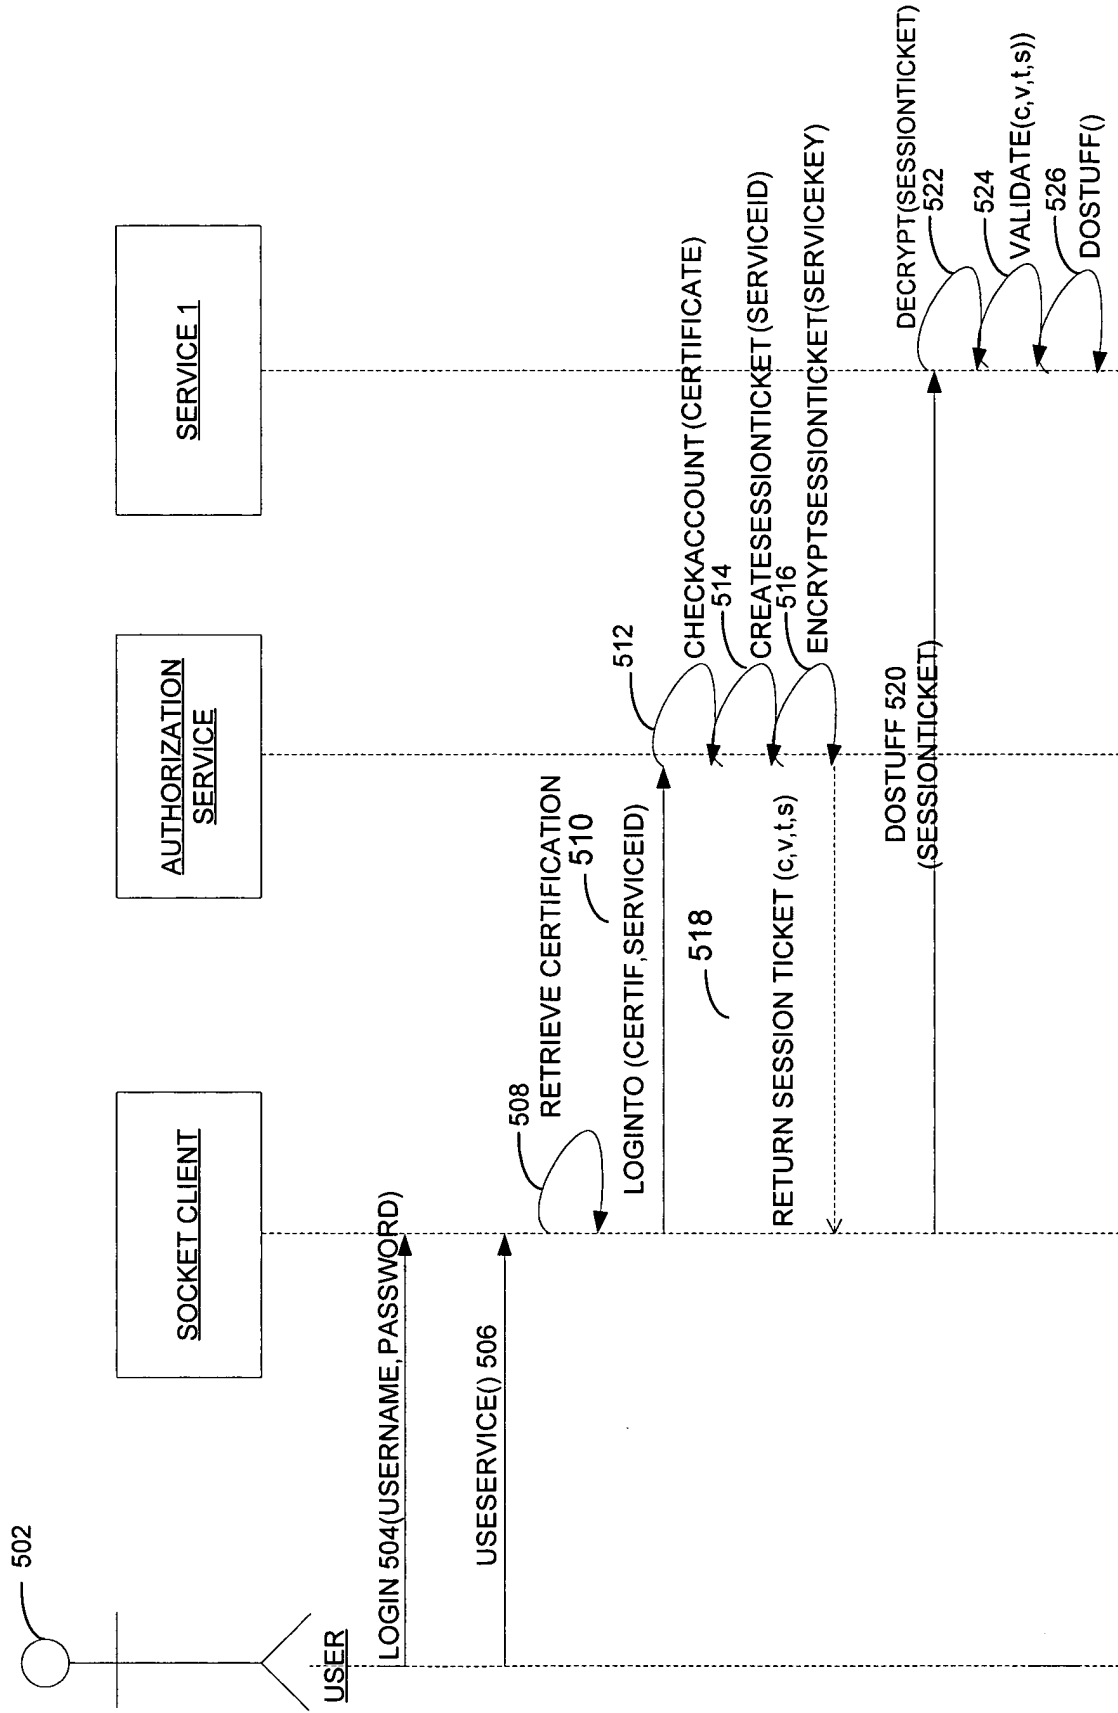 502
USER
SOCKET CLIENT
AUTHORIZATION
SERVICE
SERVICE 1
LOGIN 504(USERNAME,PASSWORD)
USESERVICE() 506
508
RETRIEVE CERTIFICATION
510
LOGINTO (CERTIF,SERVICEID)
512
CHECKACCOUNT(CERTIFICATE)
514
CREATESESSIONTICKET(SERVICEID)
516
ENCRYPTSESSIONTICKET(SERVICEKEY)
518
RETURN SESSION TICKET (c,v,t,s)
DOSTUFF 520
(SESSIONTICKET)
DECRYPT(SESSIONTICKET)
522
524
VALIDATE(c,v,t,s))
526
DOSTUFF()